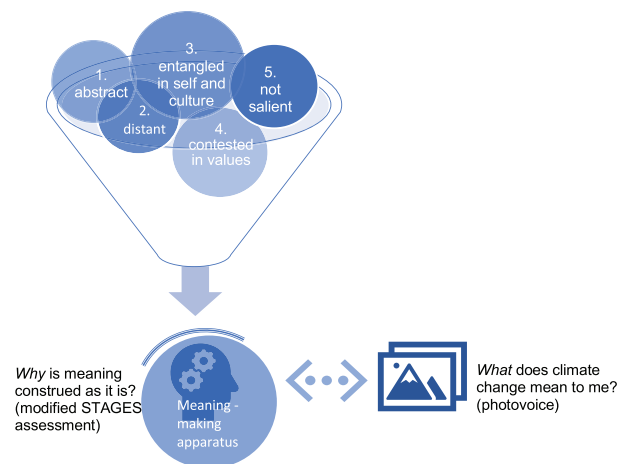 1.
abstract
2.
distant
3.
entangled
in self and
culture
4.
contested
in values
5.
not
salient
Why is meaning
construed as it is?
(modified STAGES
assessment)
Meaning -
making
apparatus
What does climate
change mean to me?
(photovoice)